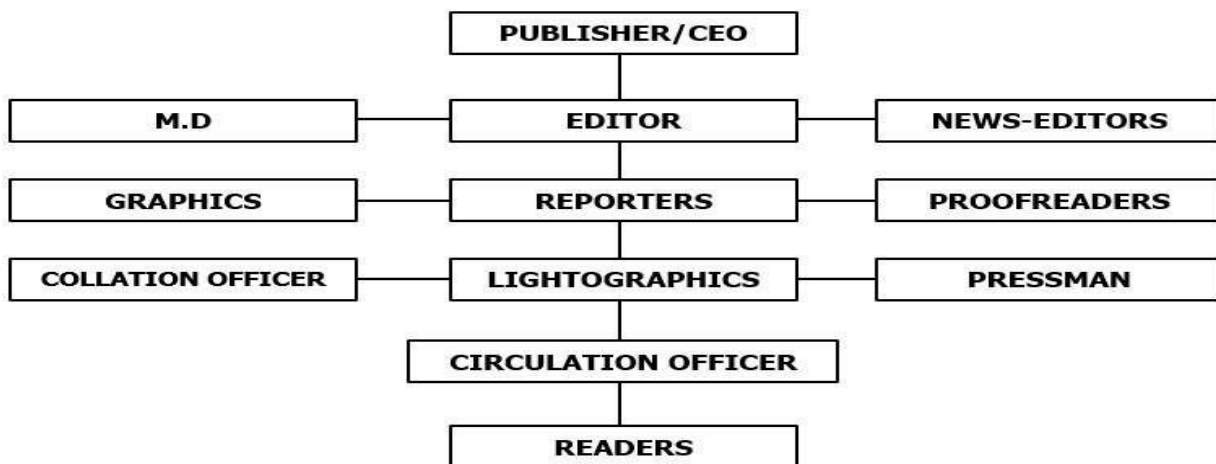 PUBLISHER/CEO
M.D
EDITOR
NEWS-EDITORS
GRAPHICS
REPORTERS
PROOFREADERS
COLLATION OFFICER
LIGHTOGRAPHICS
PRESSMAN
CIRCULATION OFFICER
READERS